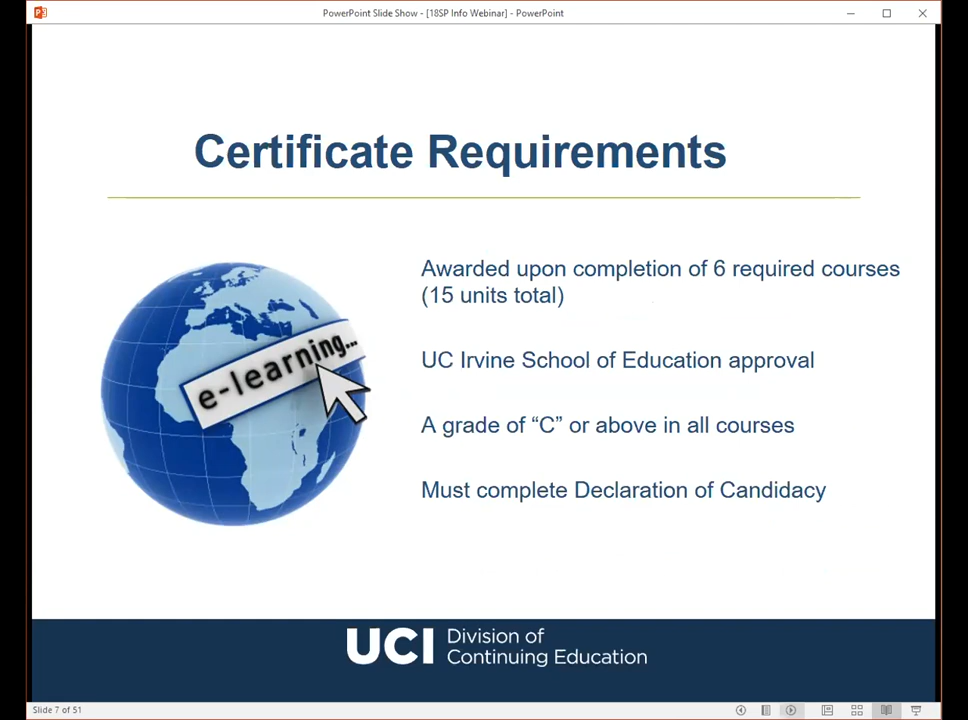 PowerPoint Slide Show - [18SP Info Webinar] - PowerPoint
Certificate Requirements
e-learning...
Awarded upon completion of 6 required courses
(15 units total)
UC Irvine School of Education approval
A grade of “C” or above in all courses
Must complete Declaration of Candidacy
UCI Division of
Continuing Education
Slide 7 of 51